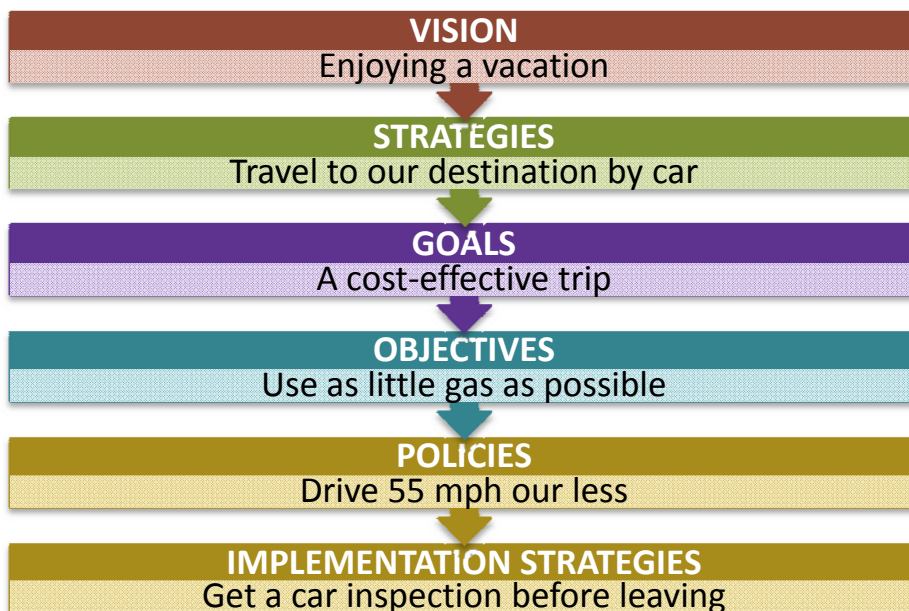 VISION
Enjoying a vacation
STRATEGIES
Travel to our destination by car
GOALS
A cost-effective trip
OBJECTIVES
Use as little gas as possible
POLICIES
Drive 55 mph our less
IMPLEMENTATION STRATEGIES
Get a car inspection before leaving